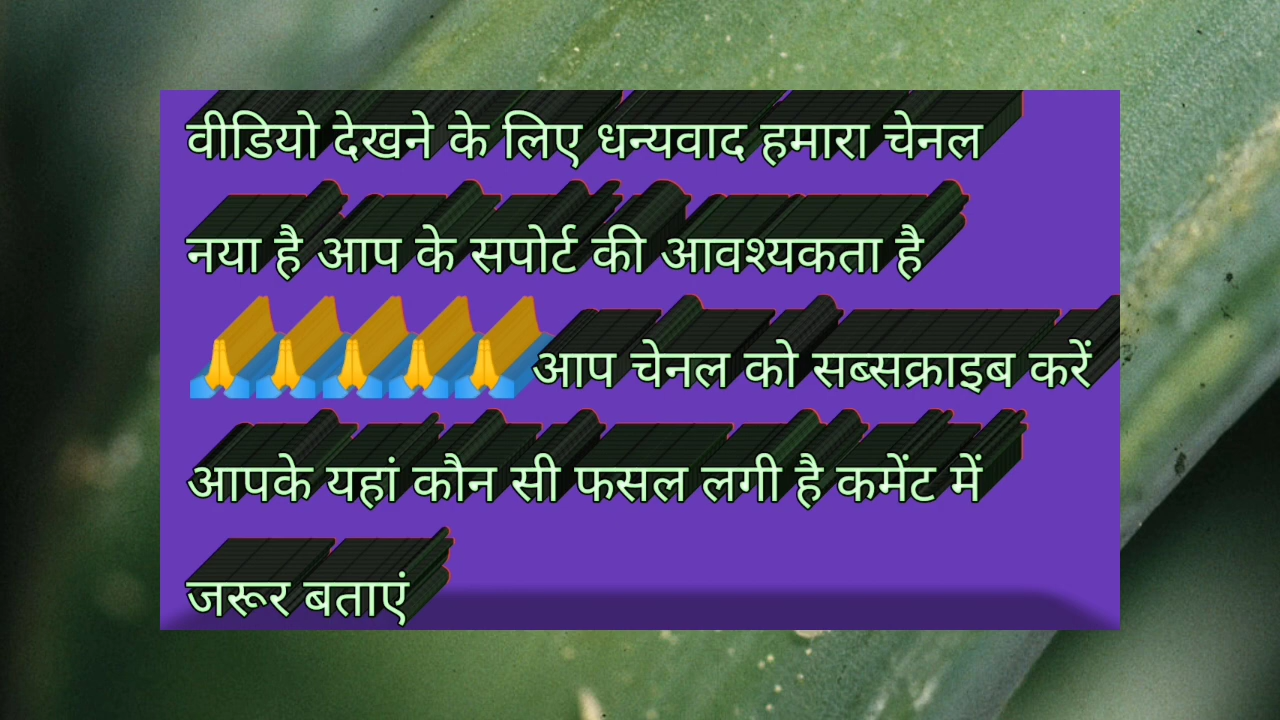 वीडियो देखने के लिए धन्यवाद हमारा चेनल
नया है आप के सपोर्ट की आवश्यकता है
🙏🙏🙏🙏🙏आप चेनल को सब्सक्राइब करें
आपके यहां कौन सी फसल लगी है कमेंट में
जरूर बताएं